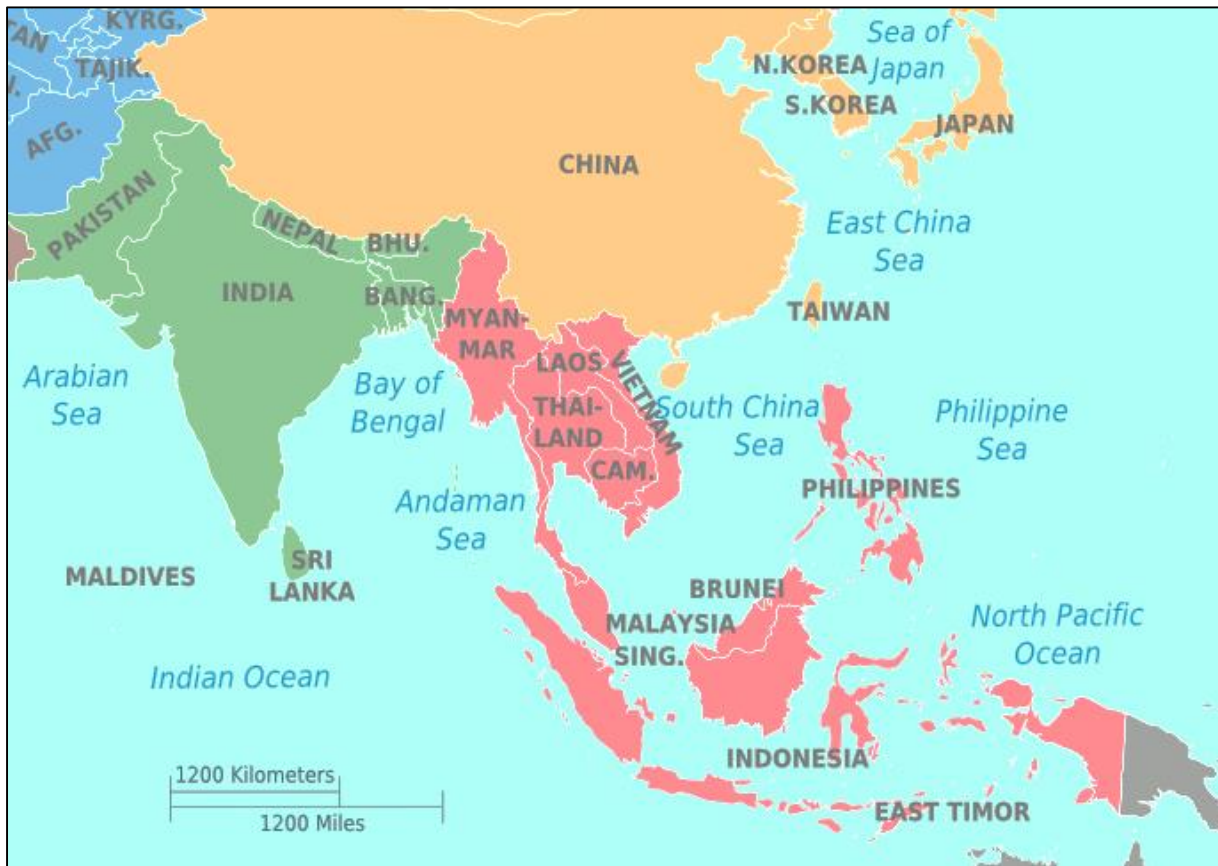 KYRG.
TAN
TAJIK.
AFG.
PAKISTAN
NEPAL
BHU.
INDIA
BANG.
CHINA
N.KOREA
S.KOREA
Sea of
Japan
JAPAN
East China
Sea
TAIWAN
MYAN-
MAR
LAOS
VIETNAM
THAI-
LAND
CAM.
Arabian
Sea
Bay of
Bengal
South China
Sea
Philippine
Sea
PHILIPPINES
Andaman
Sea
MALDIVES
SRI
LANKA
BRUNEI
MALAYSIA
SING.
North Pacific
Ocean
Indian Ocean
INDONESIA
EAST TIMOR
1200 Kilometers
1200 Miles